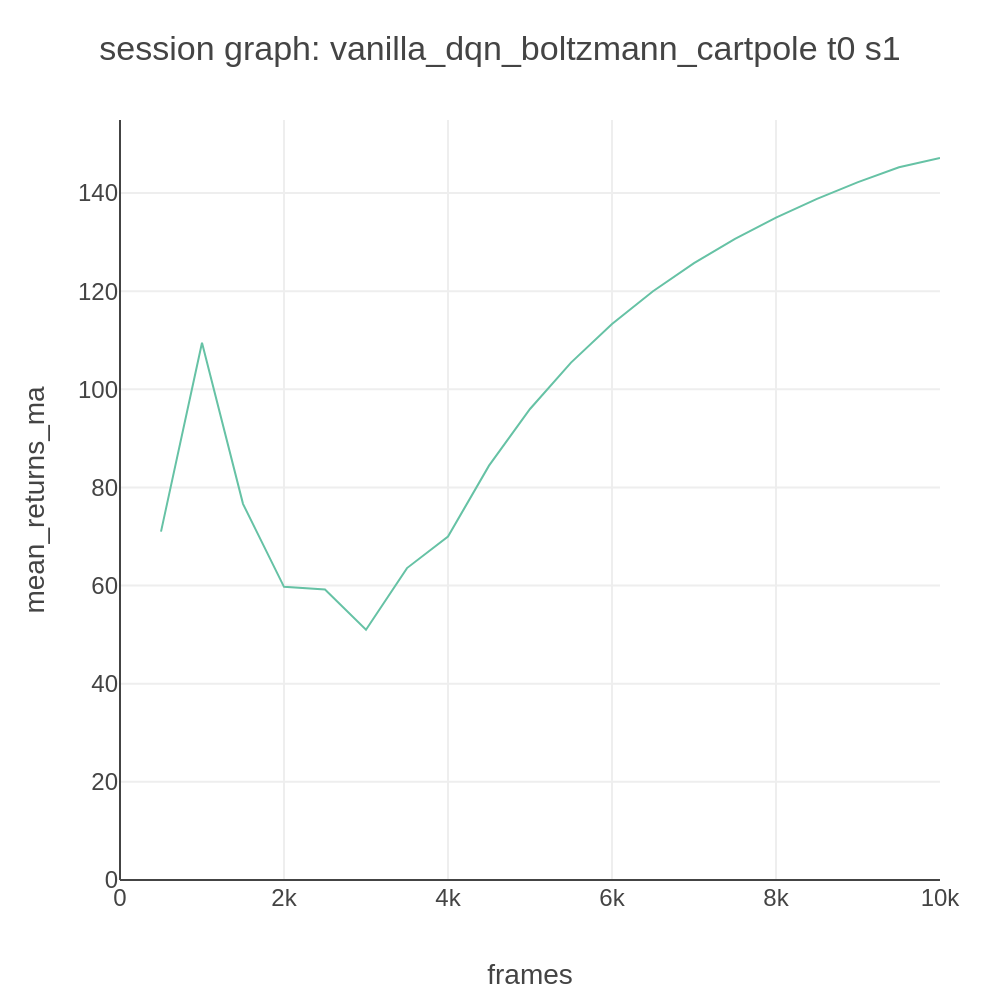 session graph: vanilla_dqn_boltzmann_cartpole t0 s1
mean_returns_ma
140
120
100
80
60
40
20
0
0 2k 4k 6k 8k 10k
frames